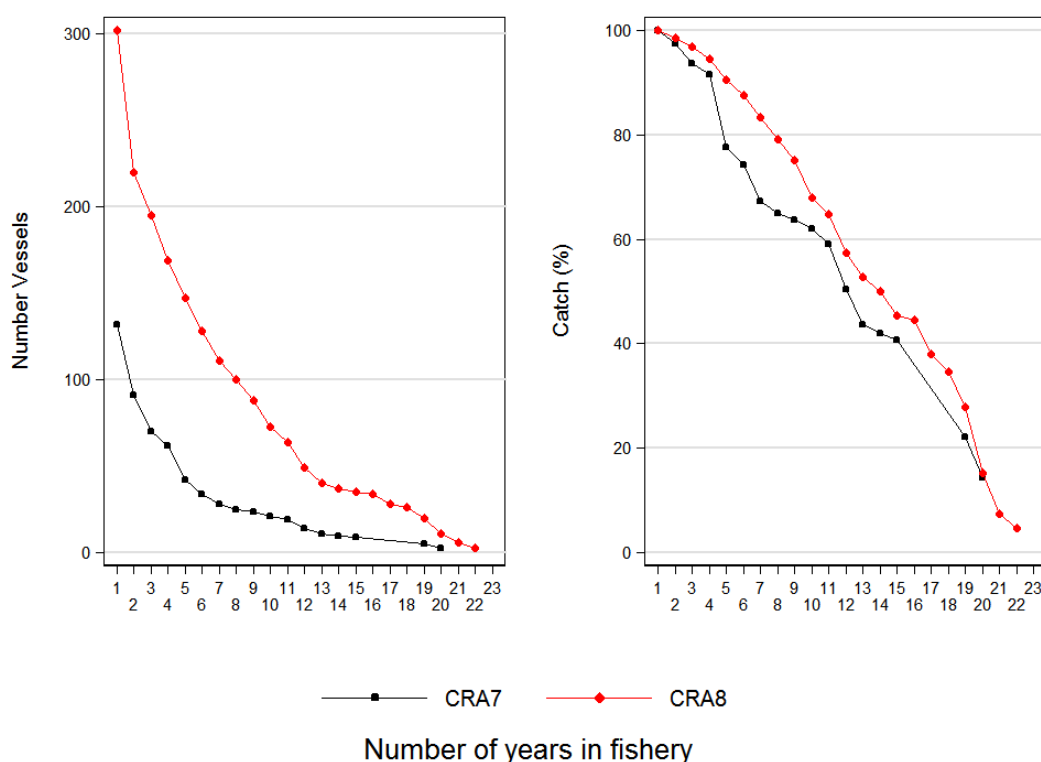 Number Vessels
300
200
100
0
1 3 5 7 9 11 13 15 17 19 21 23
2 4 6 8 10 12 14 16 18 20 22
Catch (%)
100
80
60
40
20
0
1 3 5 7 9 11 13 15 17 19 21 23
2 4 6 8 10 12 14 16 18 20 22
CRA7 CRA8
Number of years in fishery